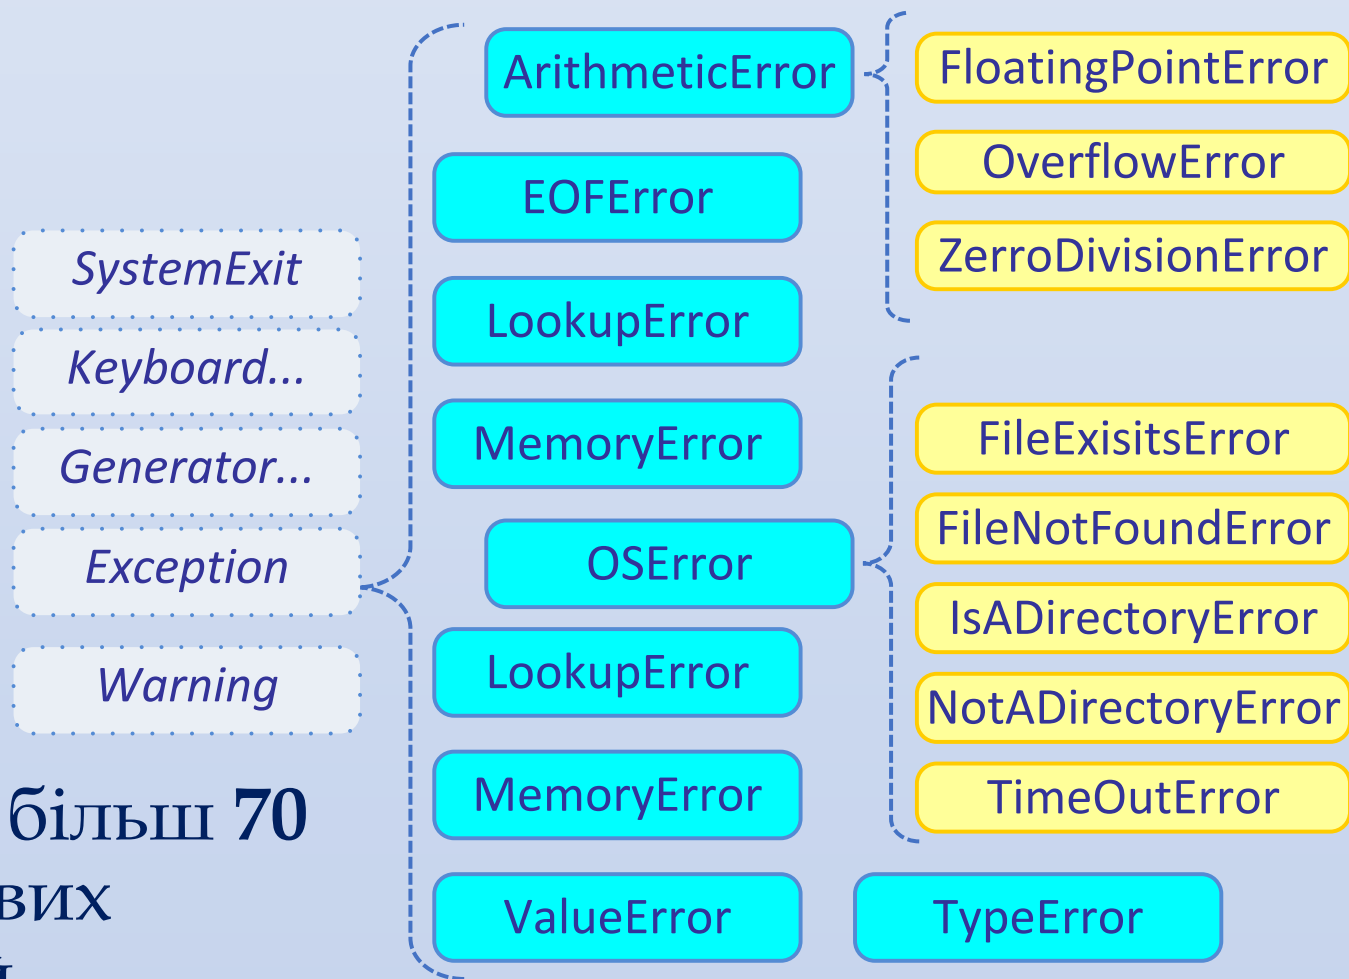 SystemExit
Keyboard...
Generator...
Exception
Warning
більш 70
ArithmeticError
EOFError
LookupError
MemoryError
OSError
LookupError
MemoryError
ValueError
TypeError
FloatingPointError
OverflowError
ZerroDivisionError
FileExisitsError
FileNotFoundError
IsADirectoryError
NotADirectoryError
TimeOutError